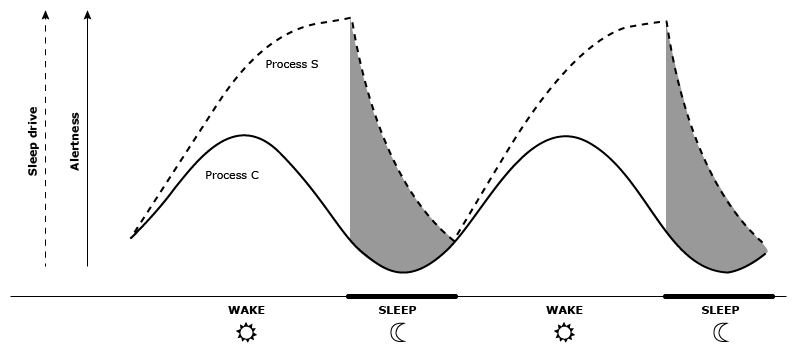 Sleep drive
Alertness
Process S
Process C
WAKE
SLEEP
WAKE
SLEEP